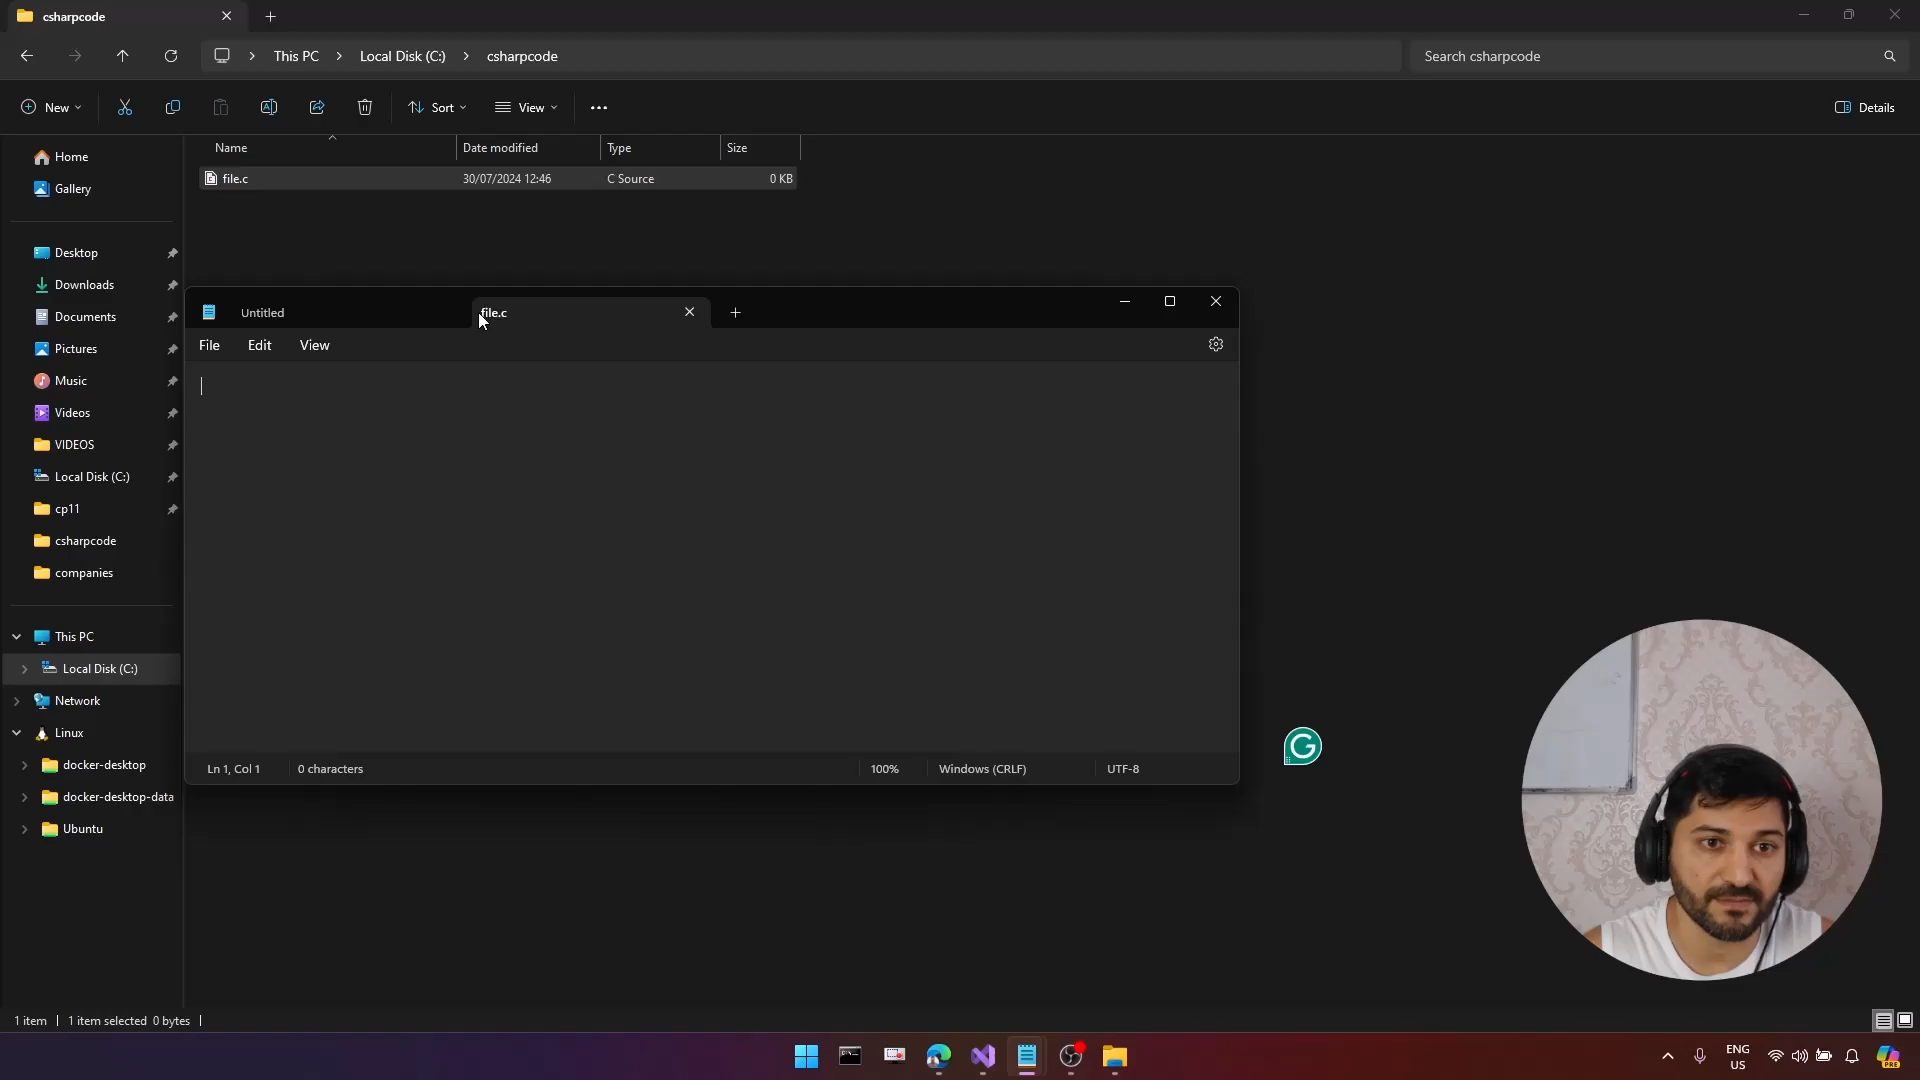 csharpcode
This PC
Local Disk (C:)
csharpcode
Search csharpcode
New
Sort
View
Details
Name
Date modified
Type
Size
file.c
30/07/2024 12:46
C Source
0 KB
Home
Gallery
Desktop
Downloads
Documents
Pictures
Music
Videos
VIDEOS
Local Disk (C:)
cp11
csharpcode
companies
This PC
Local Disk (C:)
Network
Linux
docker-desktop
docker-desktop-data
Ubuntu
Untitled
file.c
File
Edit
View
Ln 1, Col 1
0 characters
100%
Windows (CRLF)
UTF-8
G
1 item
1 item selected 0 bytes
ENG
US
PRE